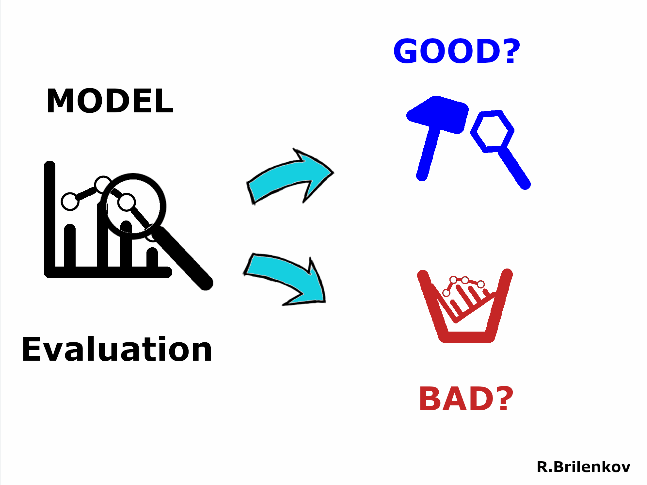 MODEL
Evaluation
GOOD?
BAD?
R.Brilenkov